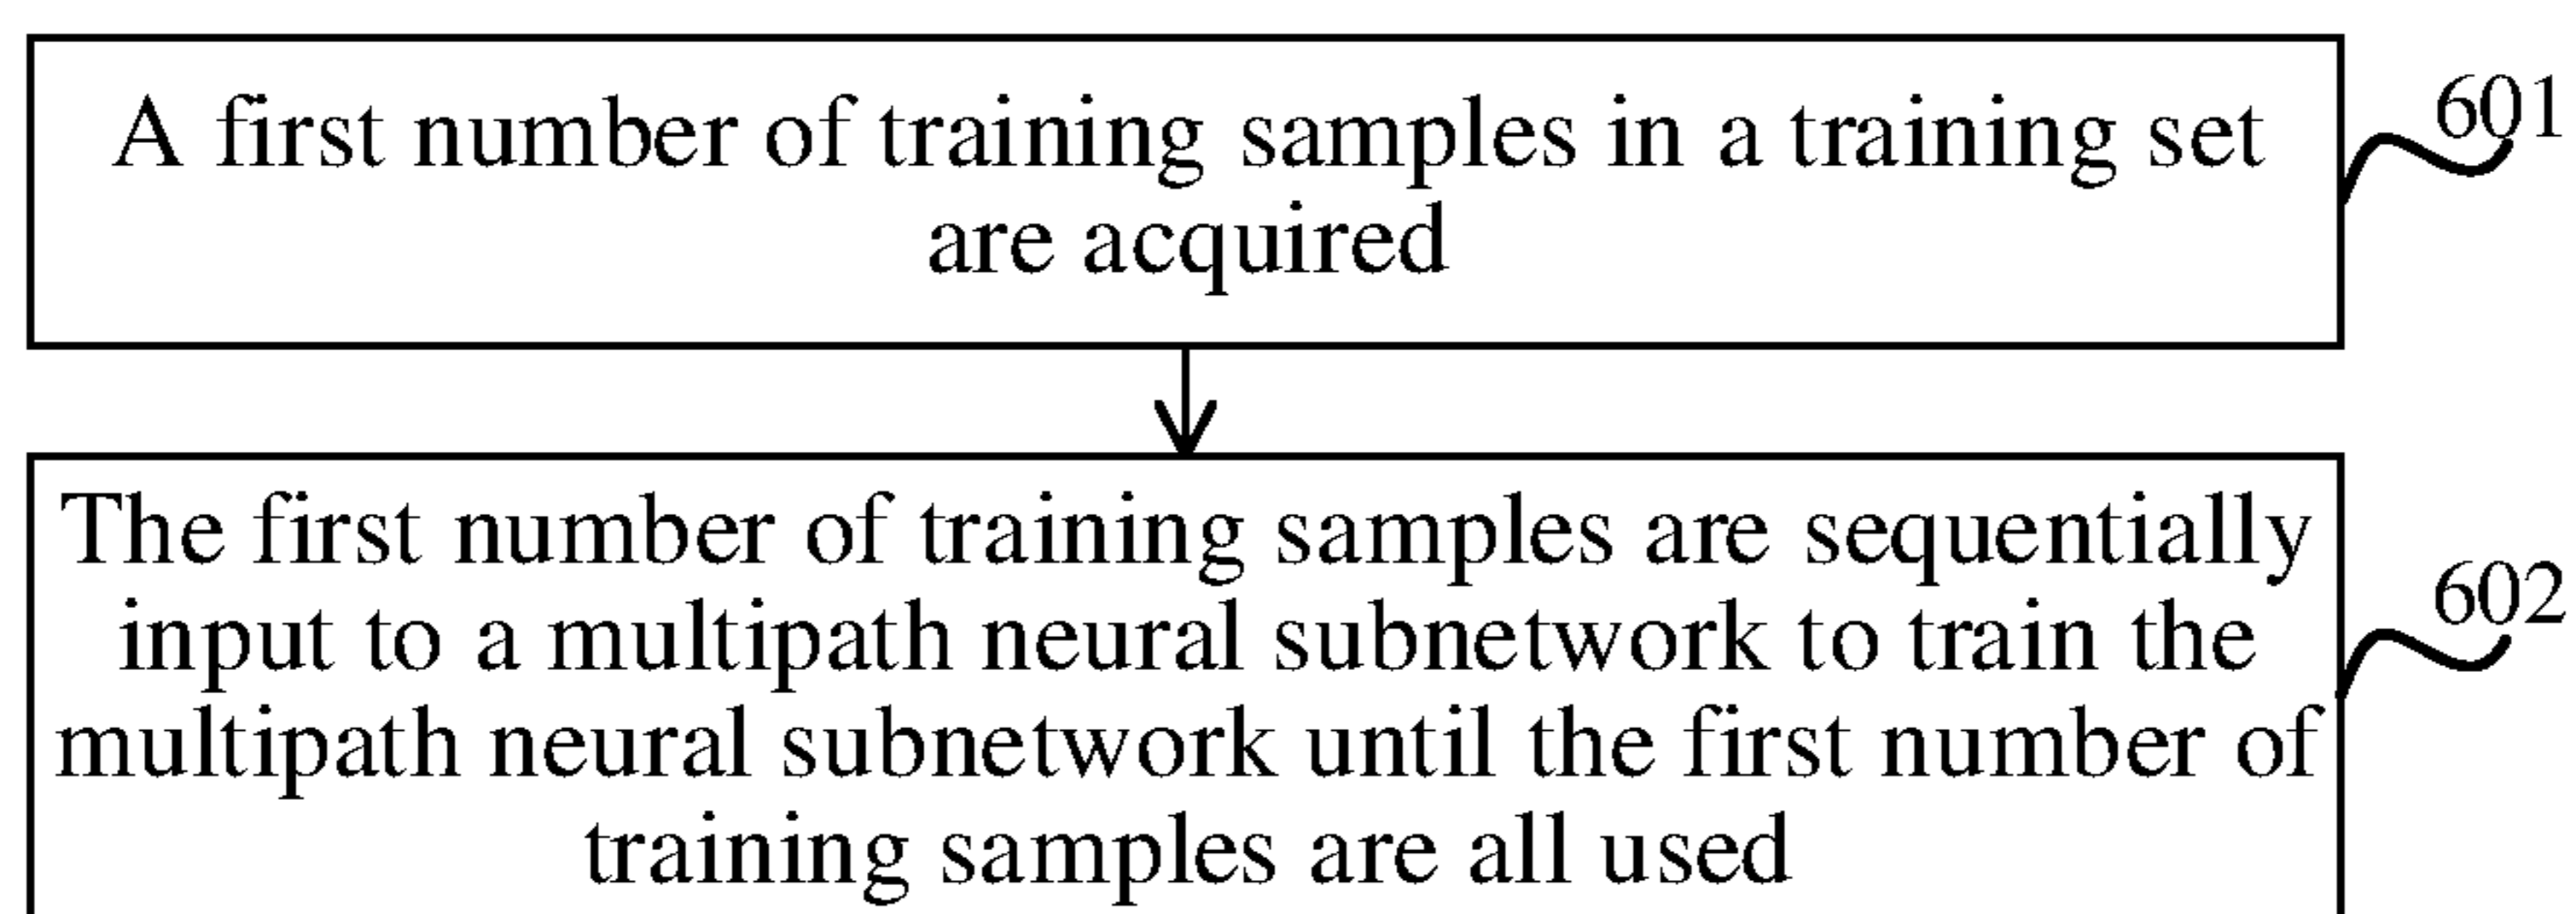 A first number of training samples in a training set
are acquired
601
The first number of training samples are sequentially
input to a multipath neural subnetwork to train the
multipath neural subnetwork until the first number of
training samples are all used
602